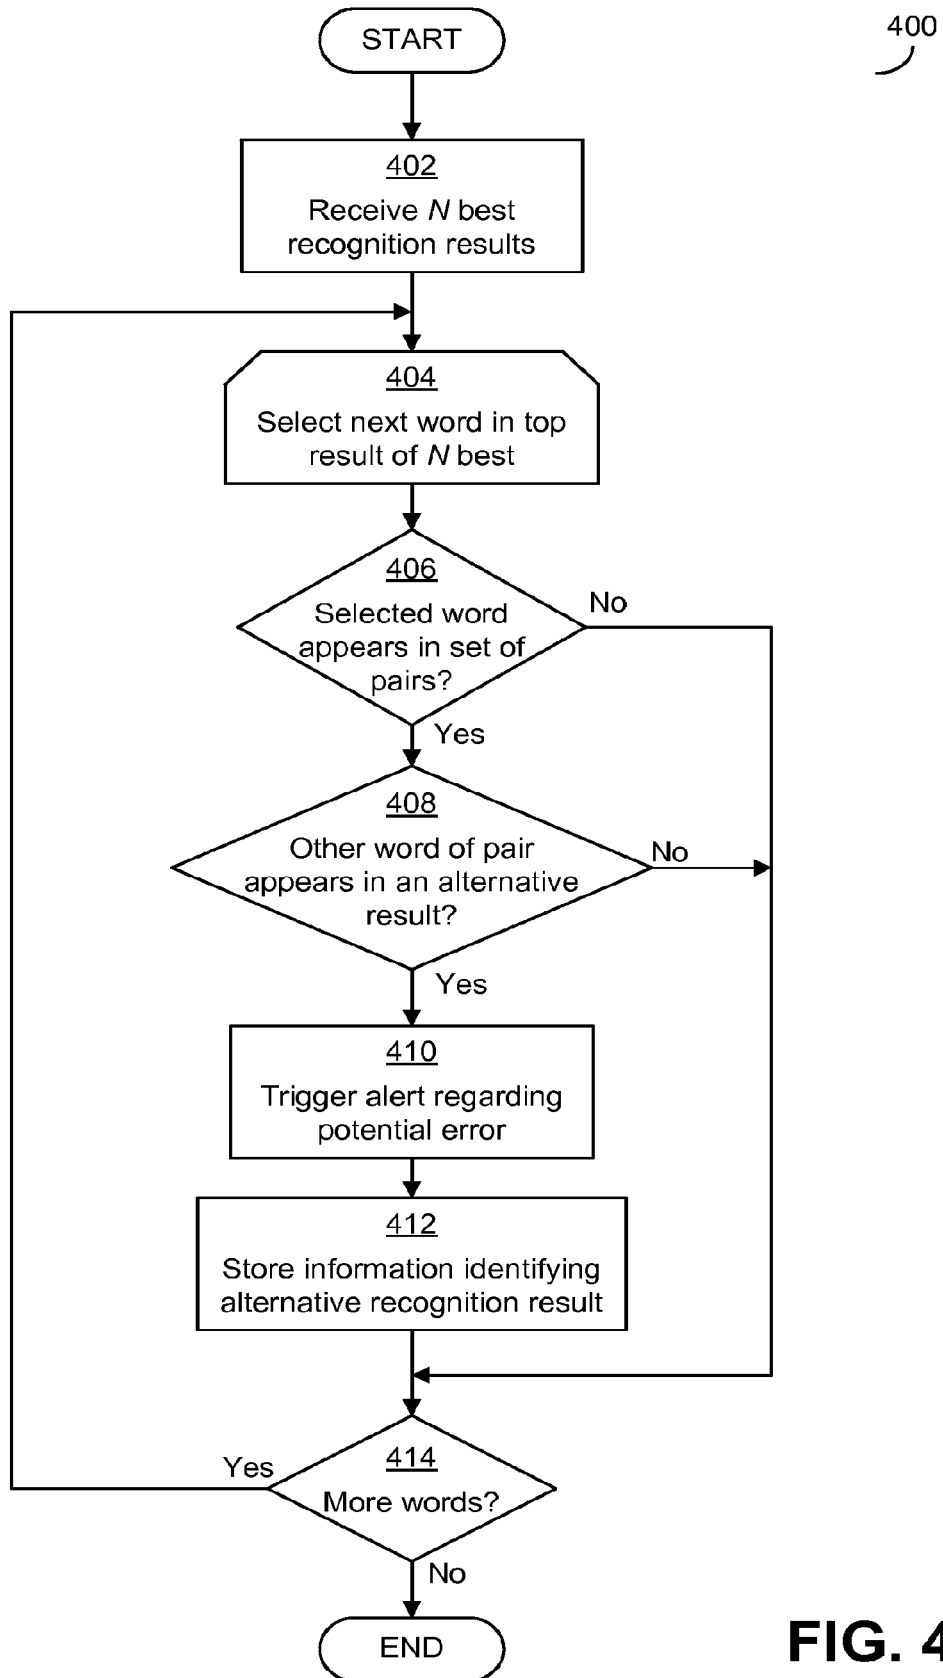 START
400
402
Receive N best
recognition results
404
Select next word in top
result of N best
406
Selected word
appears in set of
pairs?
No
Yes
408
Other word of pair
appears in an alternative
result?
No
Yes
410
Trigger alert regarding
potential error
412
Store information identifying
alternative recognition result
414
More words?
Yes
No
END
FIG. 4